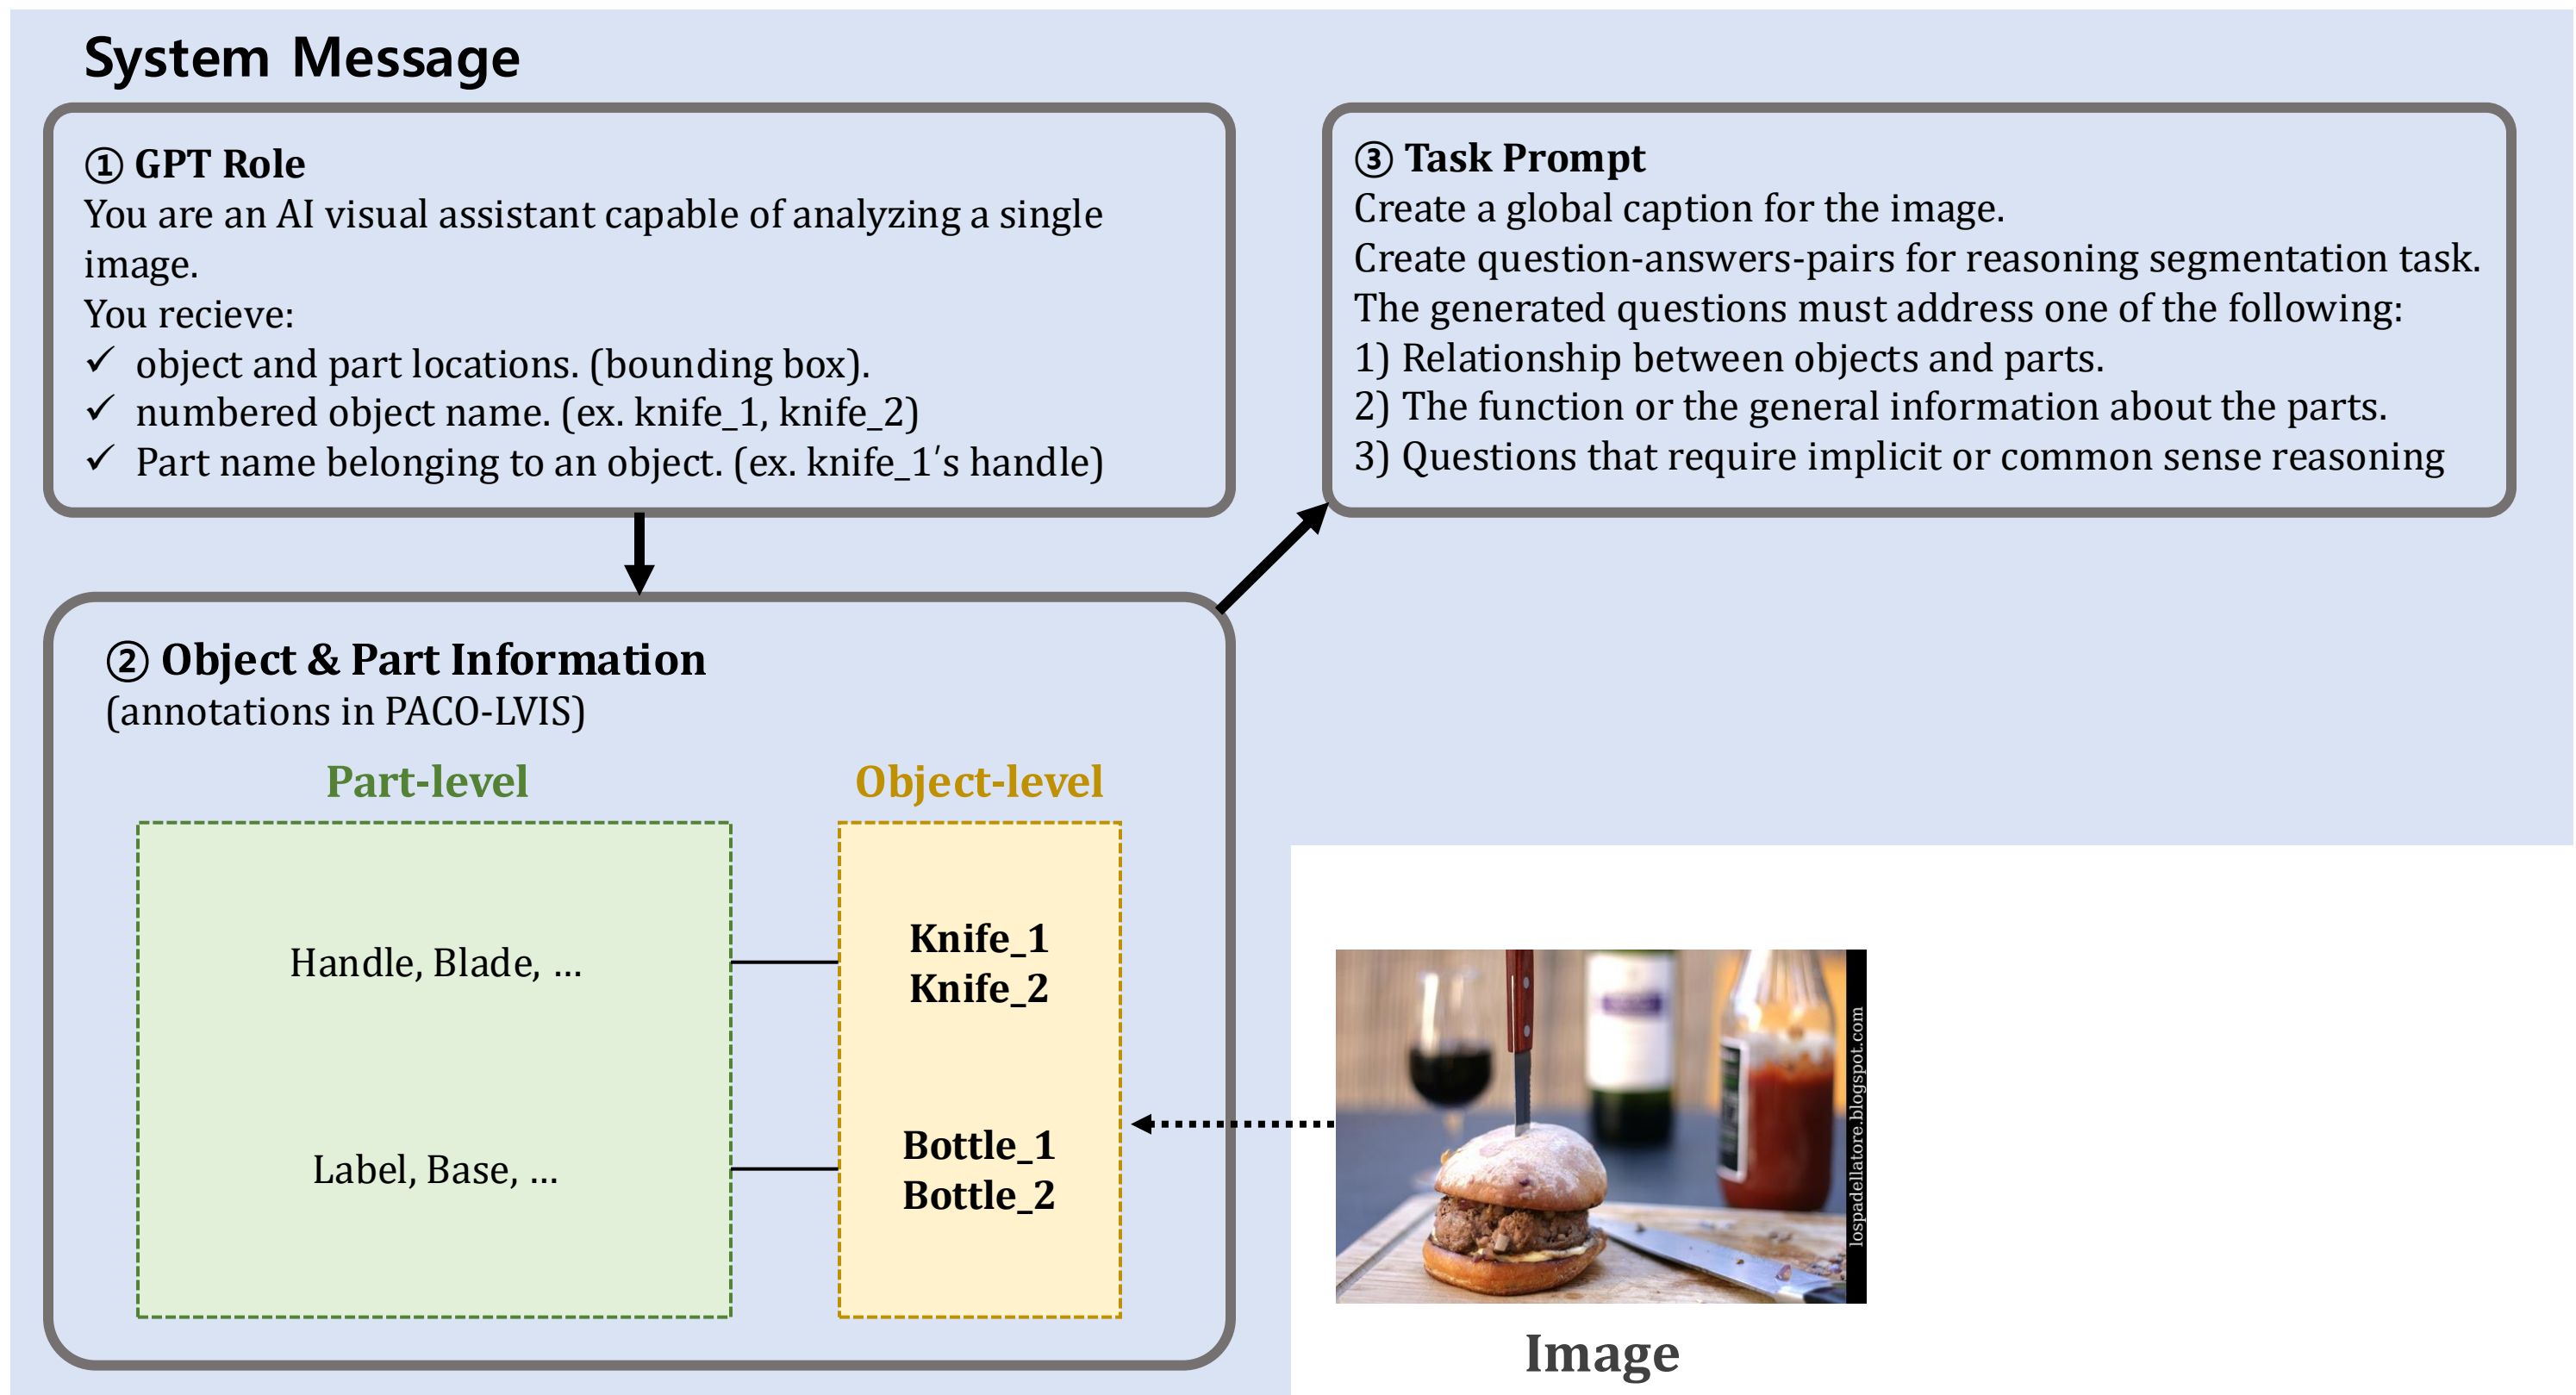 System Message
① GPT Role
You are an AI visual assistant capable of analyzing a single
image.
You recieve:
✓ object and part locations. (bounding box).
✓ numbered object name. (ex. knife_1, knife_2)
✓ Part name belonging to an object. (ex. knife_1's handle)
③ Task Prompt
Create a global caption for the image.
Create question-answers-pairs for reasoning segmentation task.
The generated questions must address one of the following:
1) Relationship between objects and parts.
2) The function or the general information about the parts.
3) Questions that require implicit or common sense reasoning
② Object & Part Information
(annotations in PACO-LVIS)
Part-level
Object-level
Handle, Blade, ...
Knife_1
Knife_2
Label, Base, ...
Bottle_1
Bottle_2
lospadellatore.blogspot.com
Image